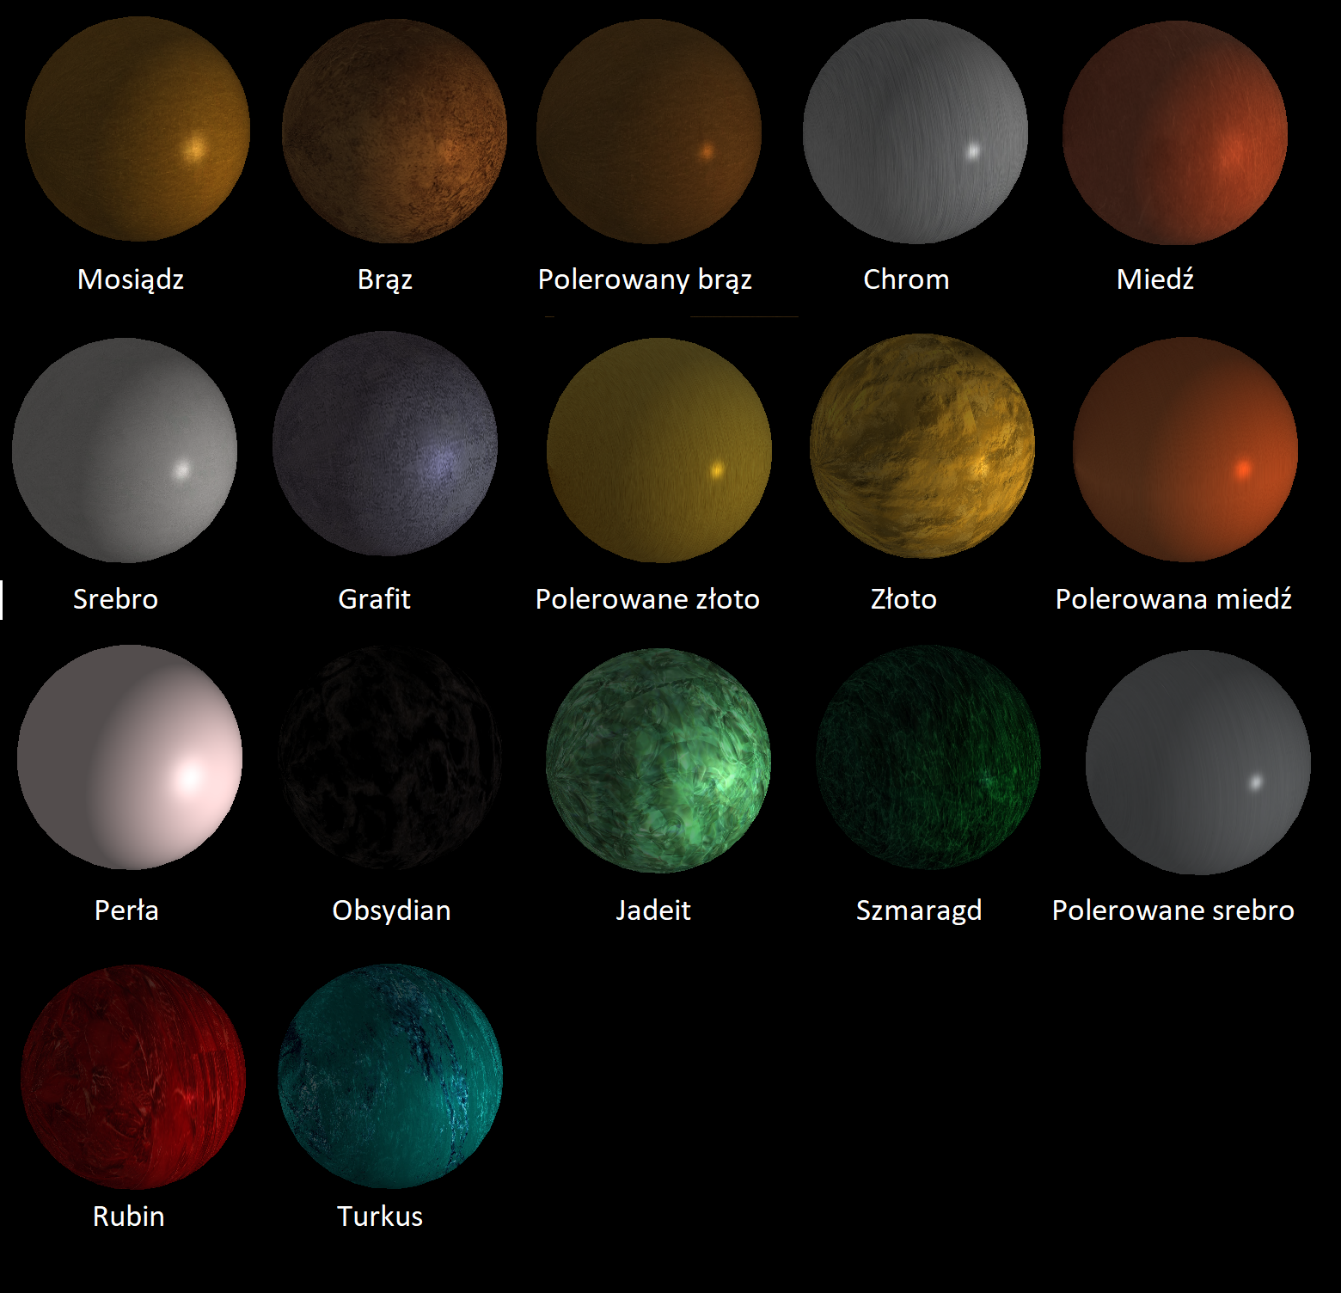 Mosiądz
Brąz
Polerowany brąz
Chrom
Miedź
Srebro
Grafit
Polerowane złoto
Złoto
Polerowana miedź
Perła
Obsydian
Jadeit
Szmaragd
Polerowane srebro
Rubin
Turkus